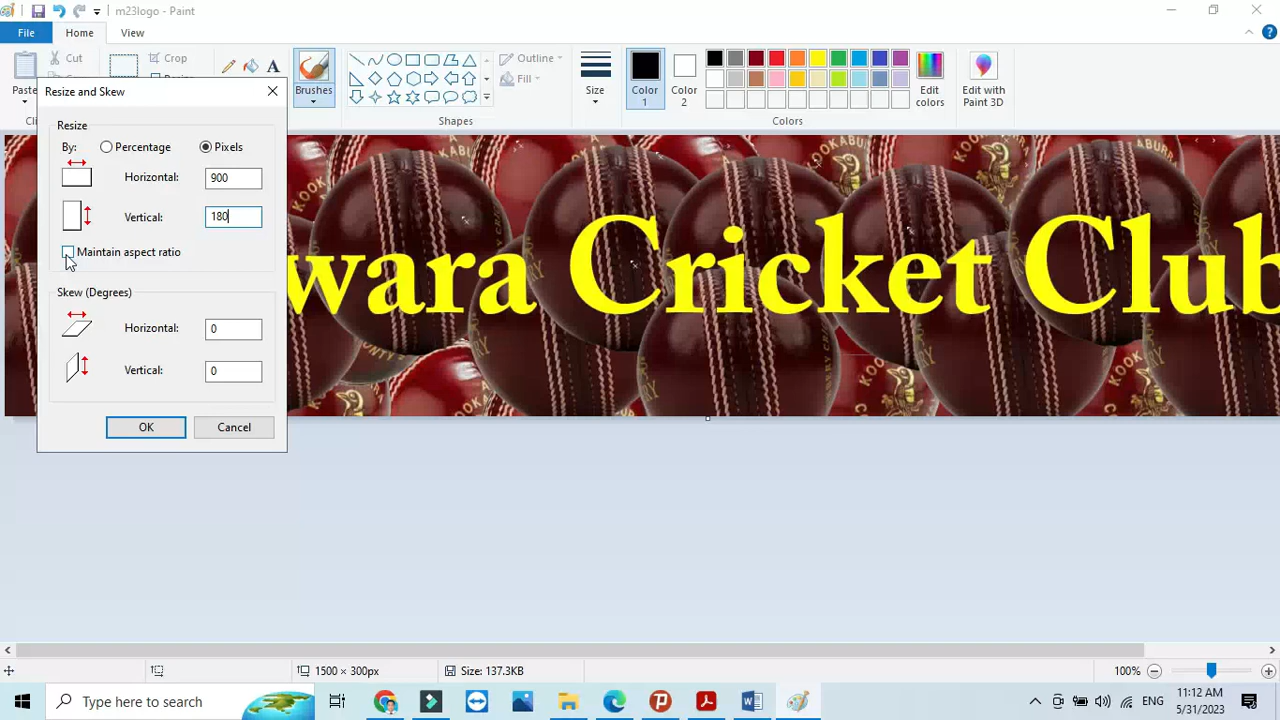 m23logo - Paint
File Home View
Cut Crop
Paste Brushes Outline Fill Size Color 1 Color 2 Edit colors Edit with Paint 3D
Shapes Colors
Resize and Skew
Resize
By: Percentage Pixels
Horizontal: 900
Vertical: 180
Maintain aspect ratio
Skew (Degrees)
Horizontal: 0
Vertical: 0
OK Cancel
wara Cricket Club
1500 × 300px Size: 137.3KB 100%
Type here to search
ENG
11:12 AM
5/31/2023